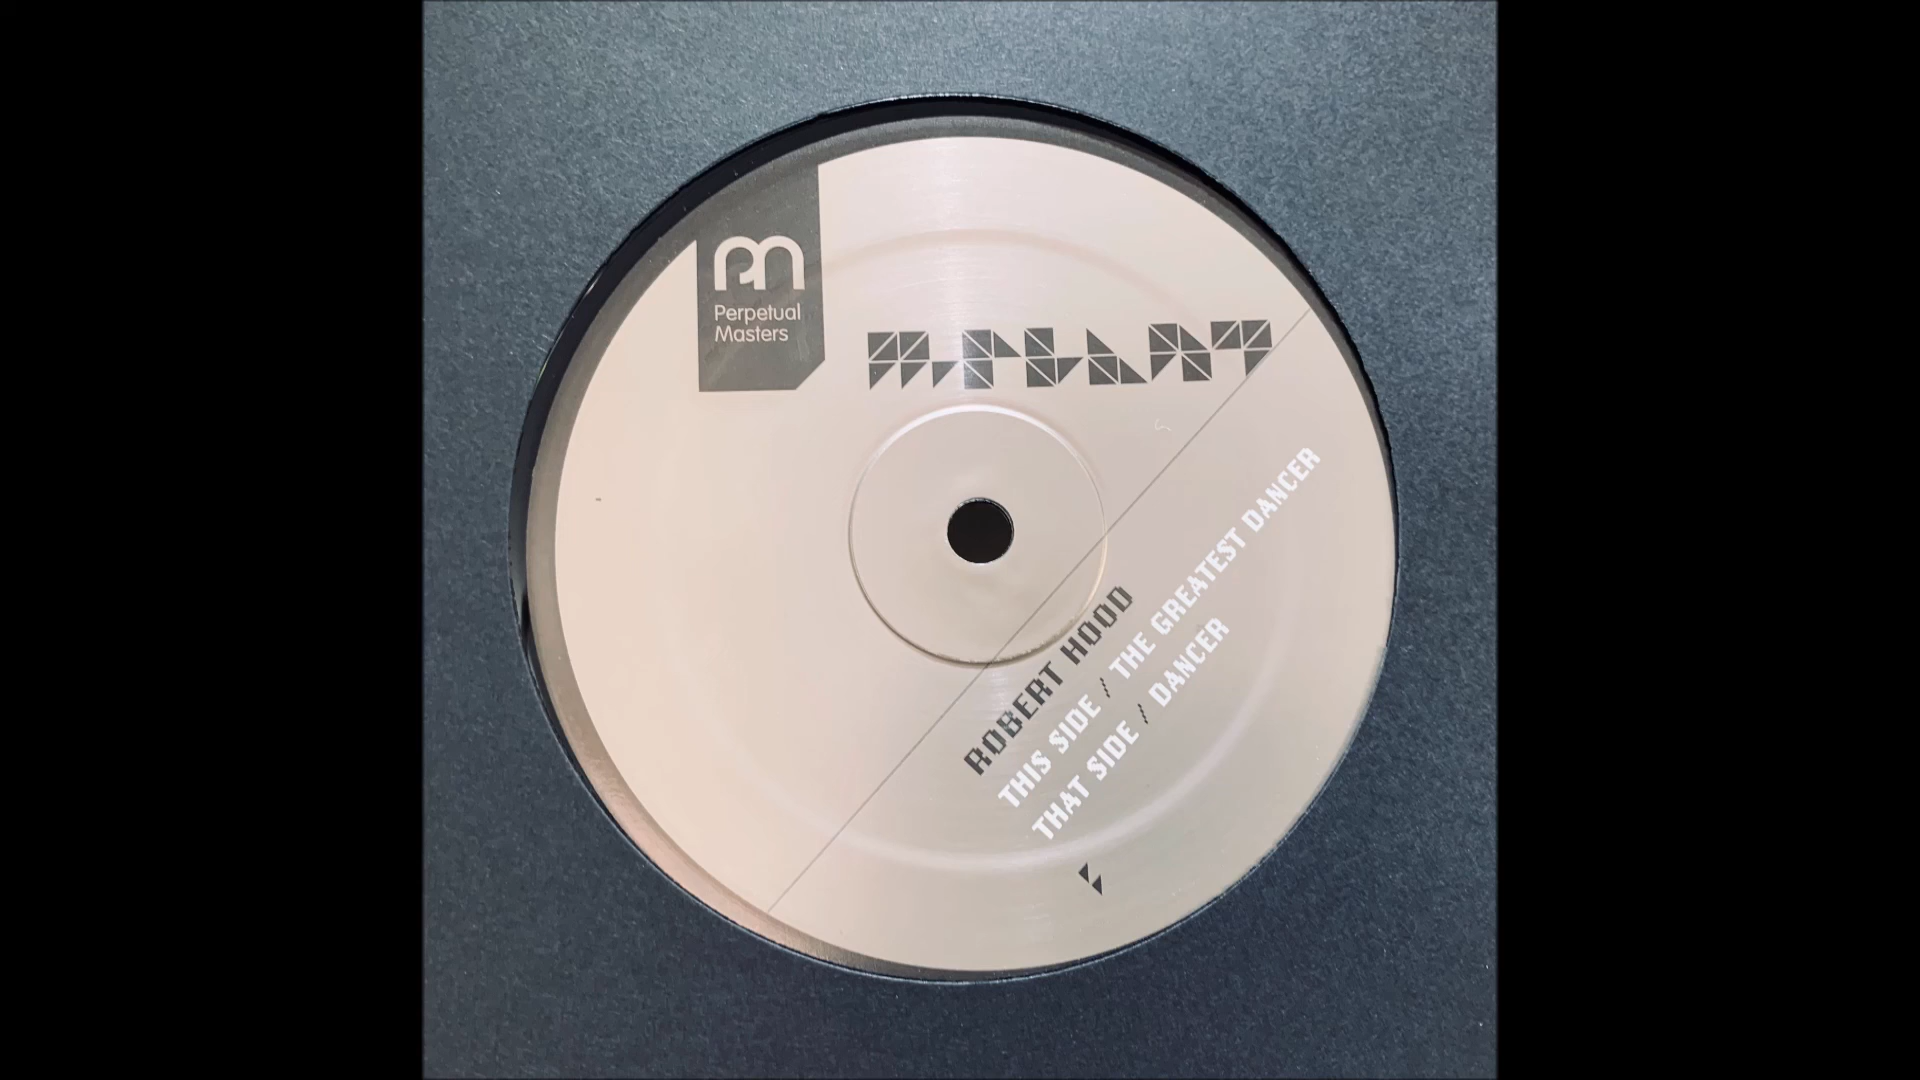 Perpetual
Masters
M-PLANT
ROBERT HOOD
THIS SIDE / THE GREATEST DANCER
THAT SIDE / DANCER